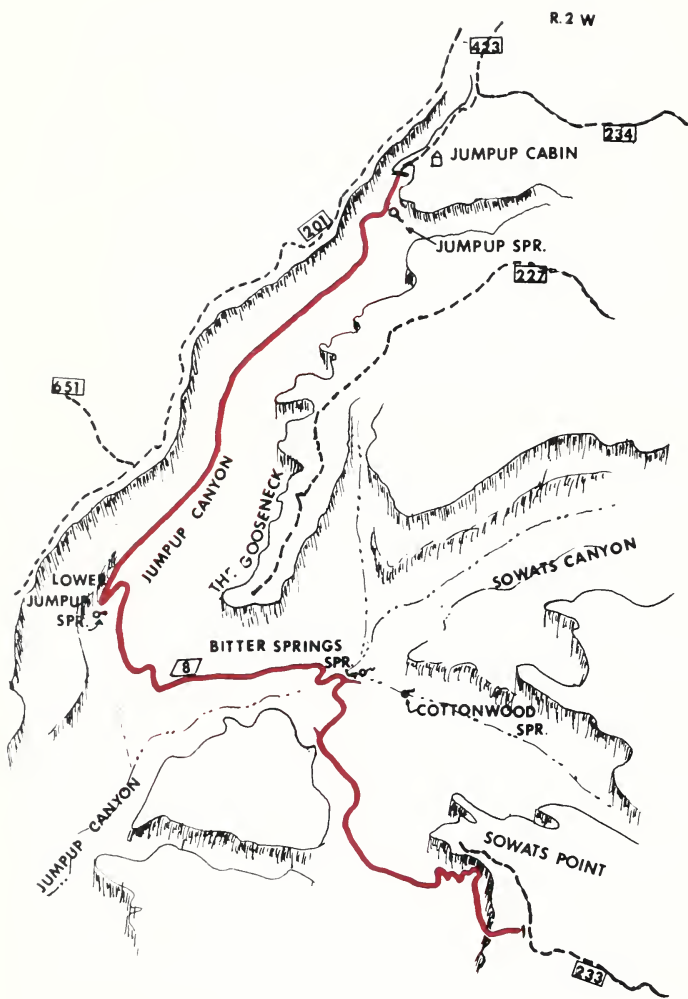 R.2 W
423
234
JUMPUP CABIN
201
JUMPUP SPR.
227
651
JUMPUP CANYON
THE GOOSENECK
SOWATS CANYON
LOWER
JUMPUP
SPR.
BITTER SPRINGS
SPR.
8
COTTONWOOD
SPR.
JUMPUP CANYON
SOWATS POINT
233